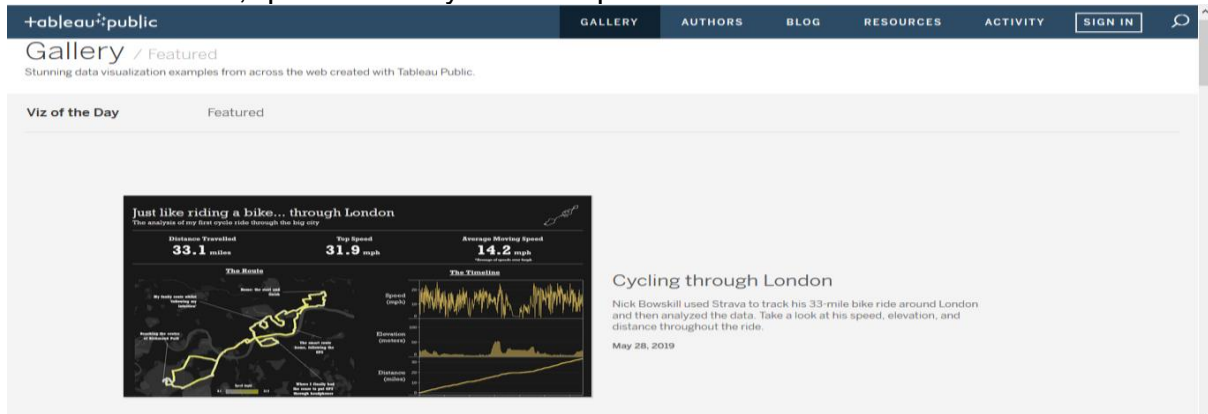 +ab|eau public
GALLERY AUTHORS BLOG RESOURCES ACTIVITY SIGN IN
Gallery / Featured
Stunning data visualization examples from across the web created with Tableau Public.
Viz of the Day Featured
Just like riding a bike... through London
The analysis of my first cycle ride through the big city
Distance Travelled Top Speed Average Moving Speed
33.1 miles 31.9 mph 14.2 mph
The Route The Timeline
Speed
(mph)
Elevation
(meters)
Distance
(miles)
Cycling through London
Nick Bowskill used Strava to track his 33-mile bike ride around London
and then analyzed the data. Take a look at his speed, elevation, and
distance throughout the ride.
May 28, 2019